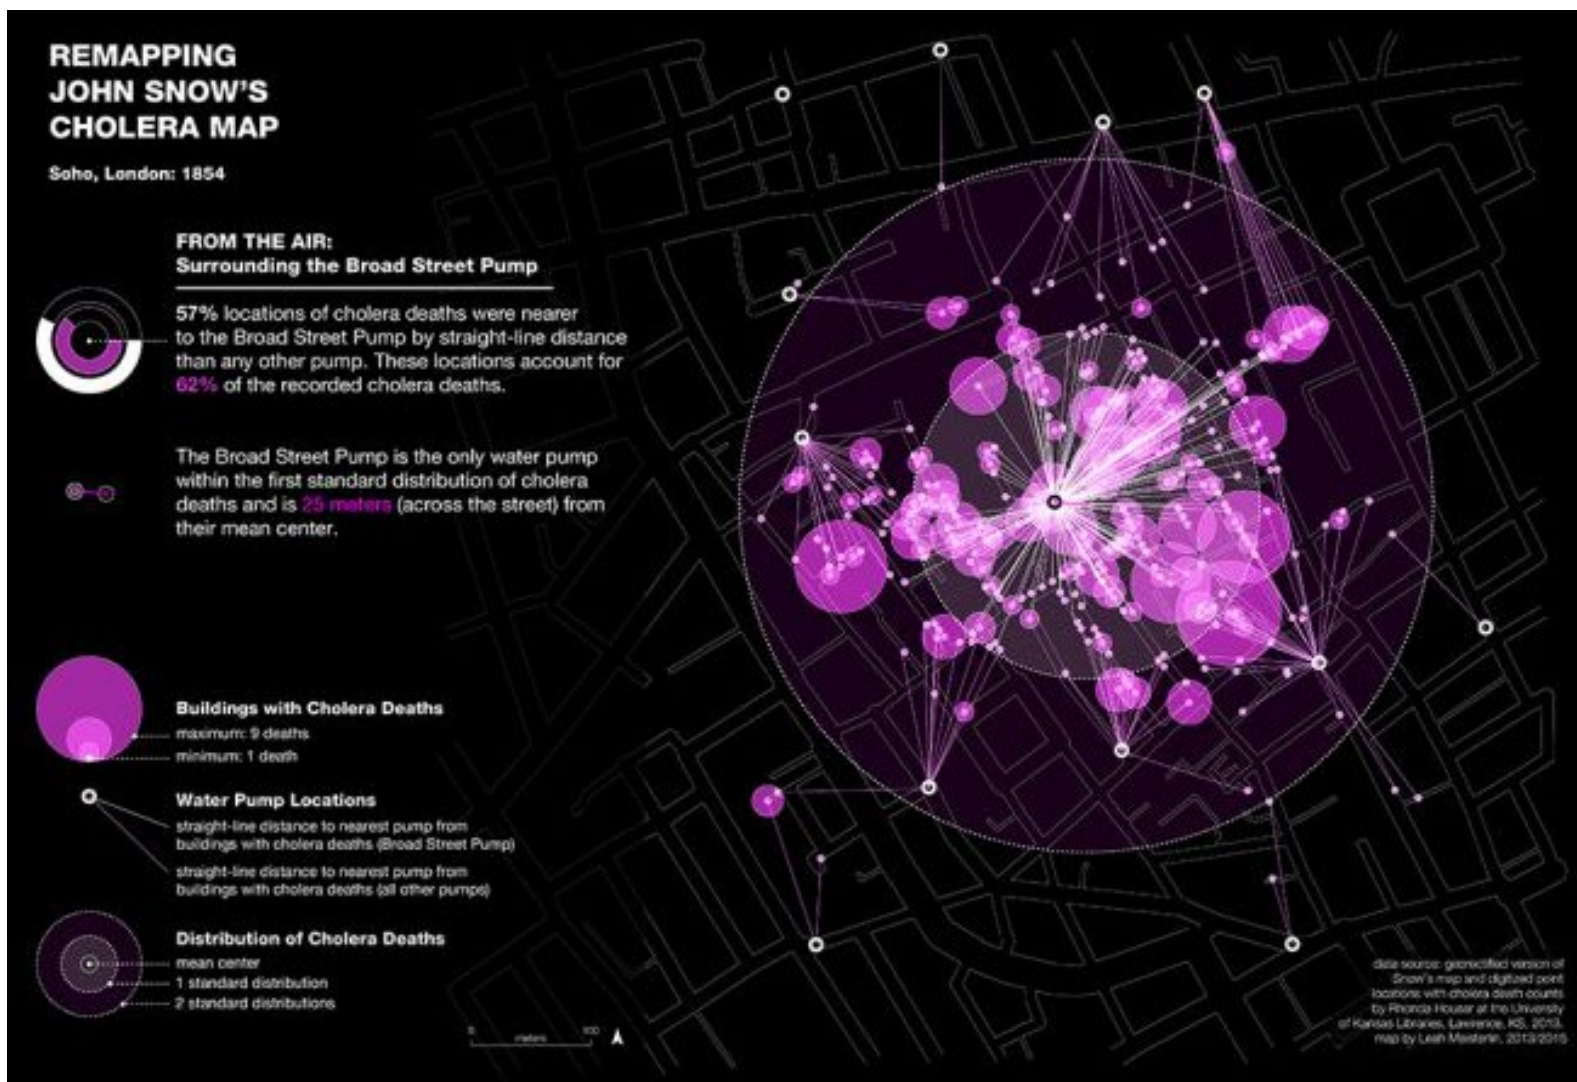 REMAPPING
JOHN SNOW'S
CHOLERA MAP
Soho, London: 1854
FROM THE AIR:
Surrounding the Broad Street Pump
57% locations of cholera deaths were nearer
to the Broad Street Pump by straight-line distance
than any other pump. These locations account for
62% of the recorded cholera deaths.
The Broad Street Pump is the only water pump
within the first standard distribution of cholera
deaths and is 25 meters (across the street) from
their mean center.
Buildings with Cholera Deaths
maximum: 9 deaths
minimum: 1 death
Water Pump Locations
straight-line distance to nearest pump from
buildings with cholera deaths (Broad Street Pump)
straight-line distance to nearest pump from
buildings with cholera deaths (all other pumps)
Distribution of Cholera Deaths
mean center
1 standard distribution
2 standard distributions
0
100
meters
data source: georectified version of
Snow's map and digitized point
locations with cholera death counts
by Rhonda Houser at the University
of Kansas Libraries, Lawrence, KS, 2013.
map by Leah Meisterlin, 2013/2015